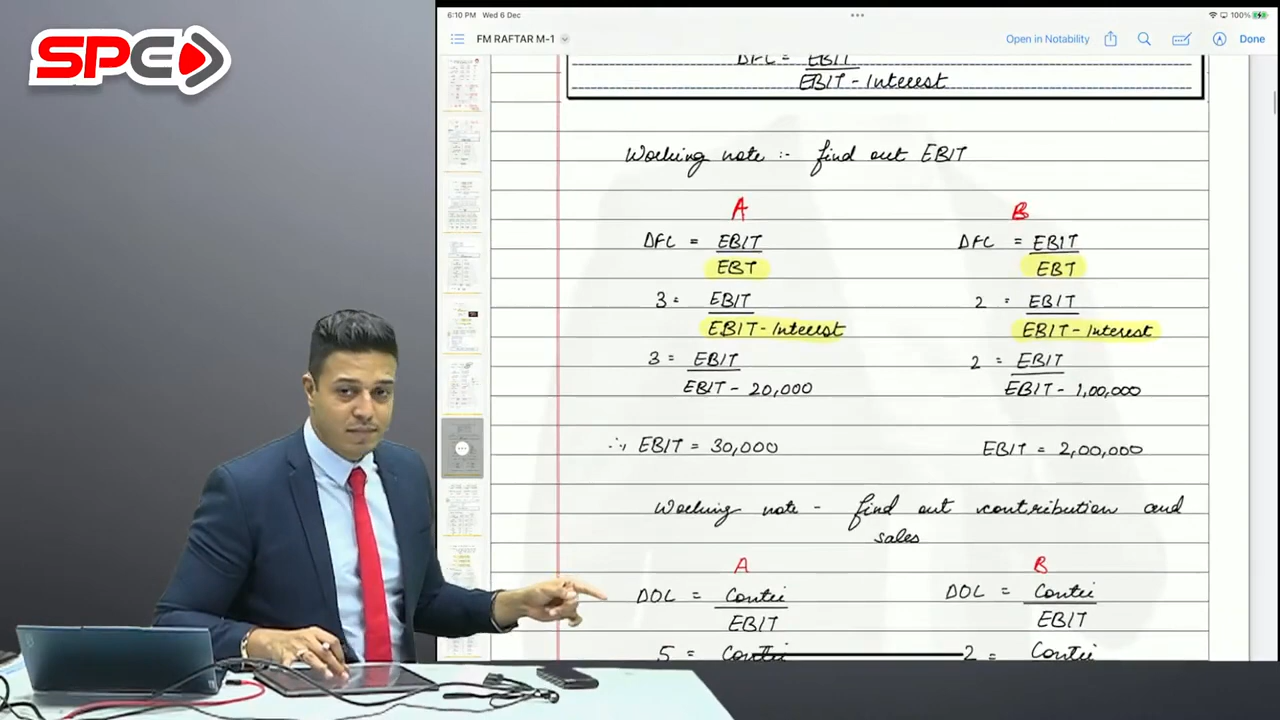 6:10 PM Wed 6 Dec
100%
SPE
FM RAFTAR M-1
Open in Notability
Done
DFL = EBIT
EBIT - Interest
Working note :- find out EBIT
A B
DFL = EBIT DFL = EBIT
EBT EBT
3 = EBIT 2 = EBIT
EBIT - Interest EBIT - Interest
3 = EBIT 2 = EBIT
EBIT - 20,000 EBIT - 1,00,000
∴ EBIT = 30,000 EBIT = 2,00,000
Working note - find out contribution and
sales
A B
DOL = Contri DOL = Contri
EBIT EBIT
5 = Contri 2 = Contri